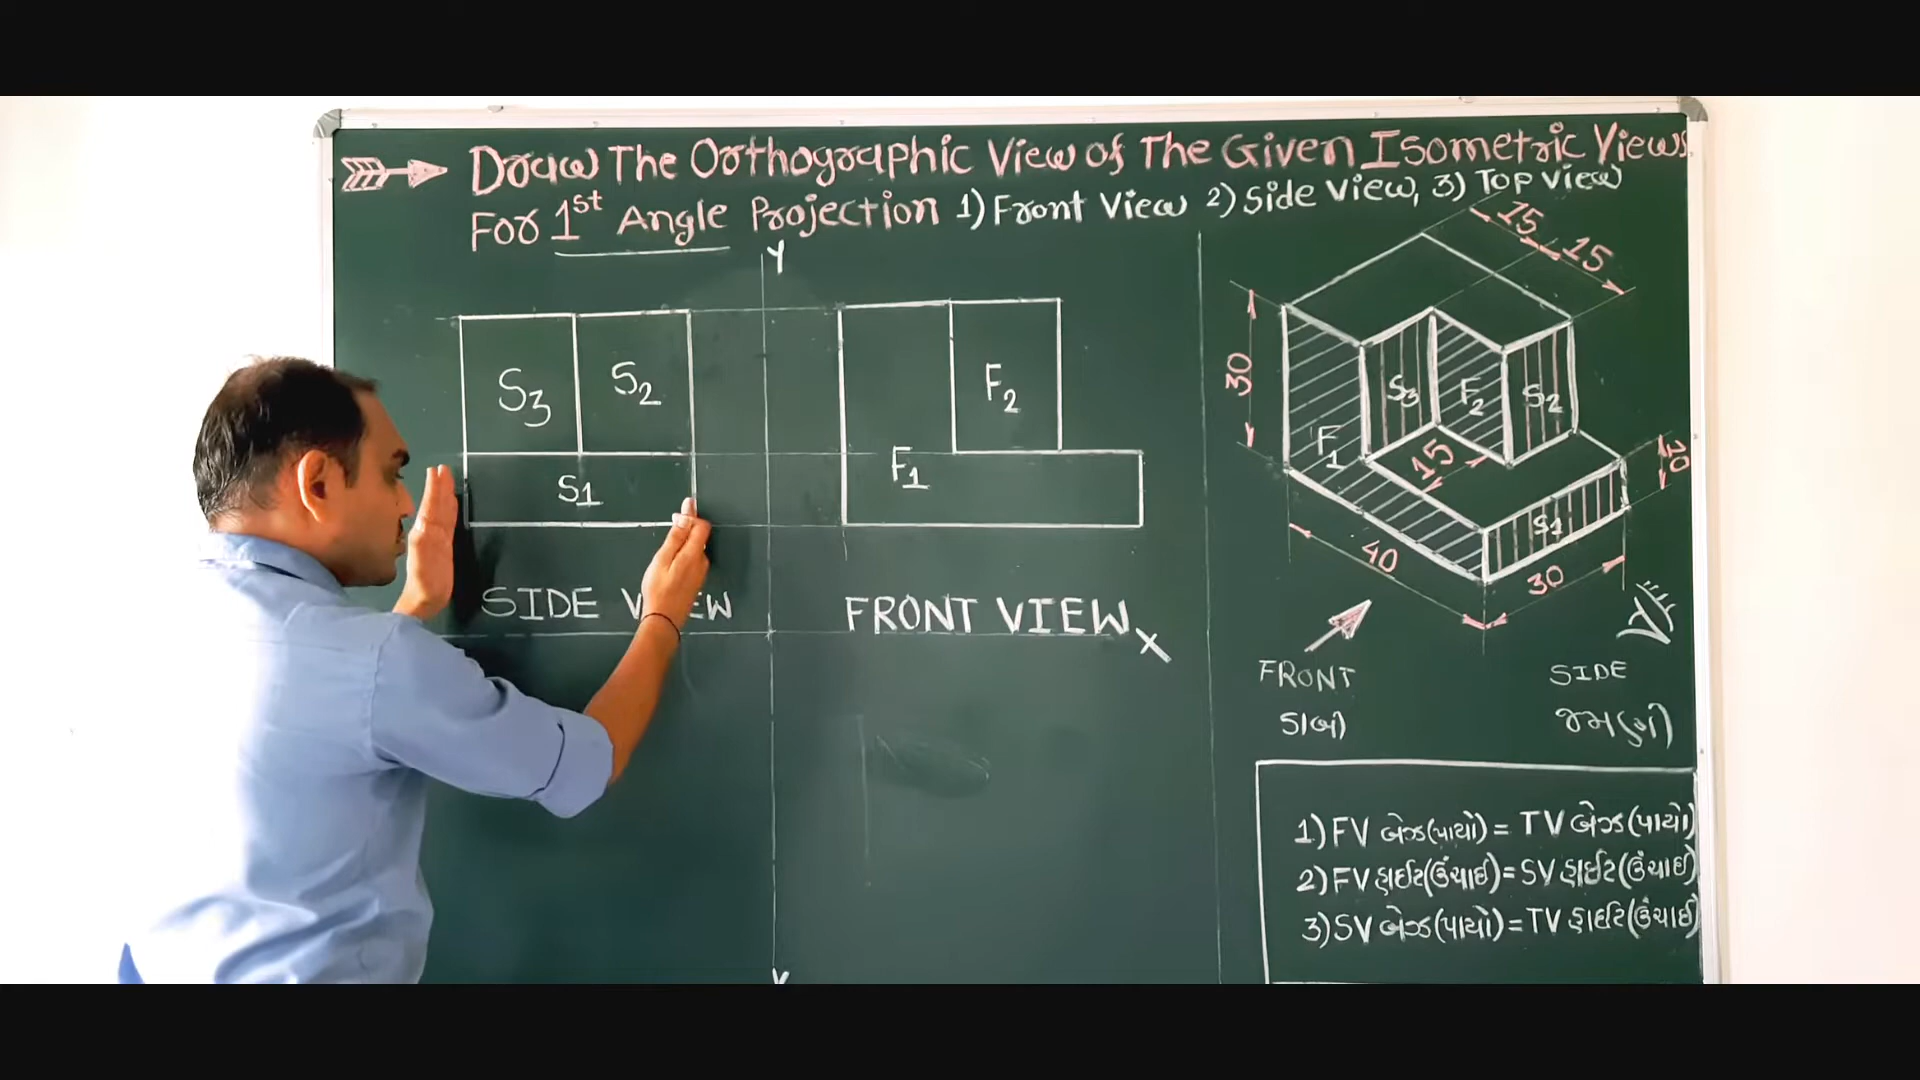 Draw The Orthographic View of The Given Isometric Views
For 1st Angle Projection 1) Front View 2) Side View, 3) Top View
Y
S3
S2
S1
SIDE
EW
F2
F1
FRONT VIEW
X
15
15
30
S3
F2
S2
F1
15
S1
40
30
FRONT
ડાબી
SIDE
1) FV બેઝ(પાયો) = TV બેઝ(પાયો)
2) FV હાઈટ(ઉંચાઈ) = SV હાઈટ(ઉંચાઈ)
3) SV બેઝ(પાયો) = TV હાઈટ(ઉંચાઈ)